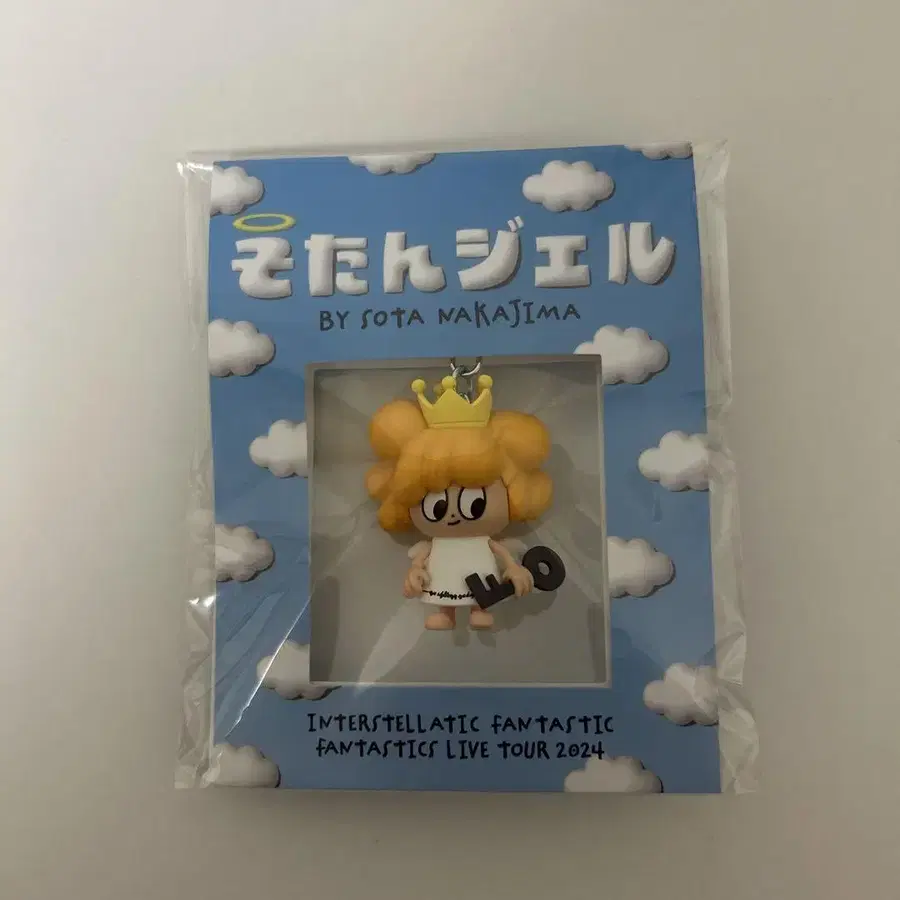 そたんジェル
BY SOTA NAKAJIMA
INTERSTELLATIC FANTASTIC
FANTASTICS LIVE TOUR 2024